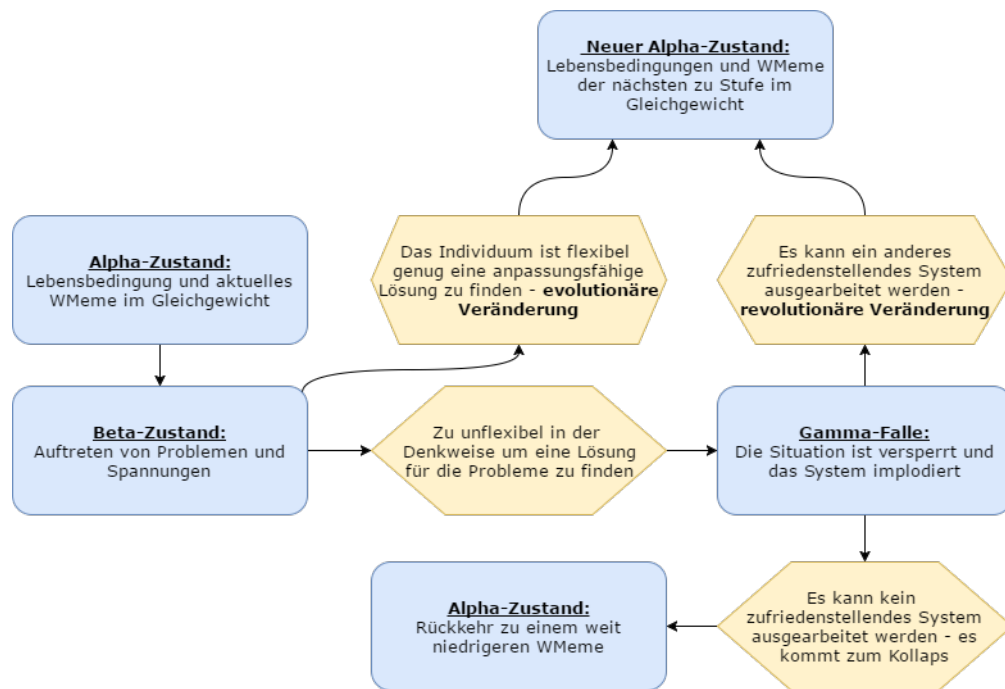 Neuer Alpha-Zustand:
Lebensbedingungen und WMeme
der nächsten zu Stufe im
Gleichgewicht
Alpha-Zustand:
Lebensbedingung und aktuelles
WMeme im Gleichgewicht
Das Individuum ist flexibel
genug eine anpassungsfähige
Lösung zu finden - evolutionäre
Veränderung
Es kann ein anderes
zufriedenstellendes System
ausgearbeitet werden -
revolutionäre Veränderung
Beta-Zustand:
Auftreten von Problemen und
Spannungen
Zu unflexibel in der
Denkweise um eine Lösung
für die Probleme zu finden
Gamma-Falle:
Die Situation ist versperrt und
das System implodiert
Alpha-Zustand:
Rückkehr zu einem weit
niedrigeren WMeme
Es kann kein
zufriedenstellendes System
ausgearbeitet werden - es
kommt zum Kollaps